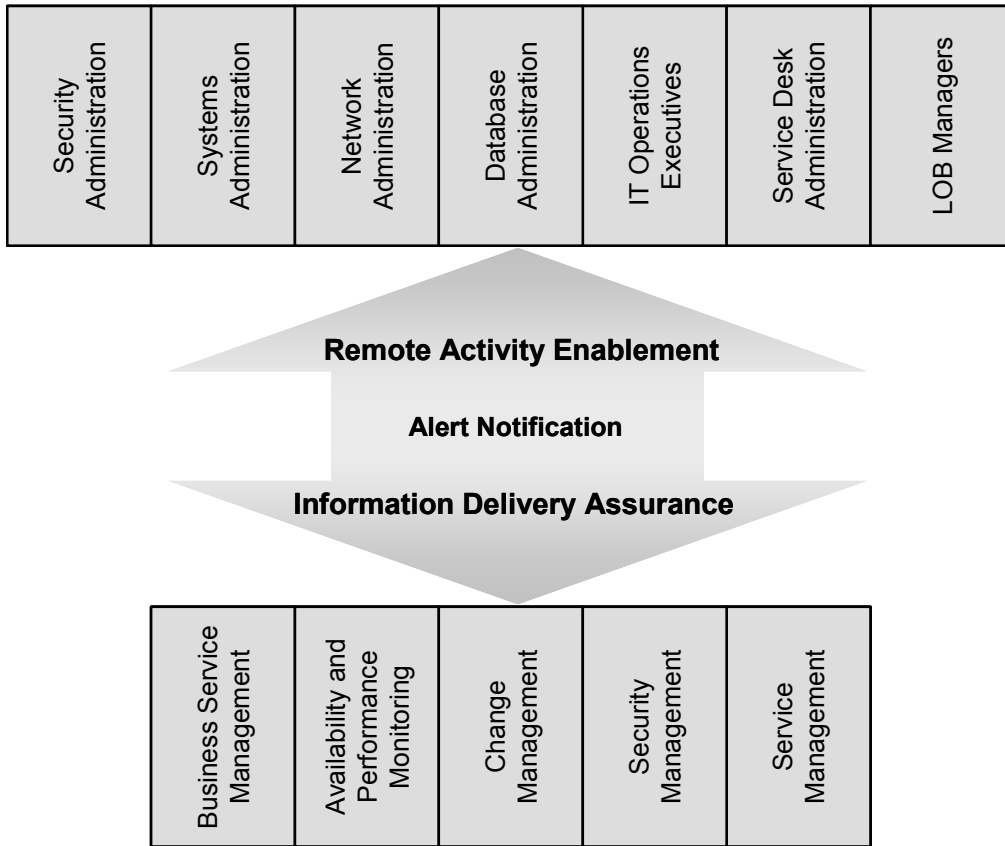 Security
Administration
Systems
Administration
Network
Administration
Database
Administration
IT Operations
Executives
Service Desk
Administration
LOB Managers
Remote Activity Enablement
Alert Notification
Information Delivery Assurance
Business Service
Management
Availability and
Performance
Monitoring
Change
Management
Security
Management
Service
Management